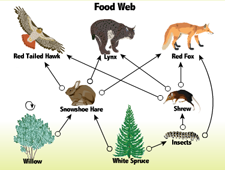 Food Web
Red Tailed Hawk
Lynx
Red Fox
Snowshoe Hare
Shrew
Willow
White Spruce
Insects